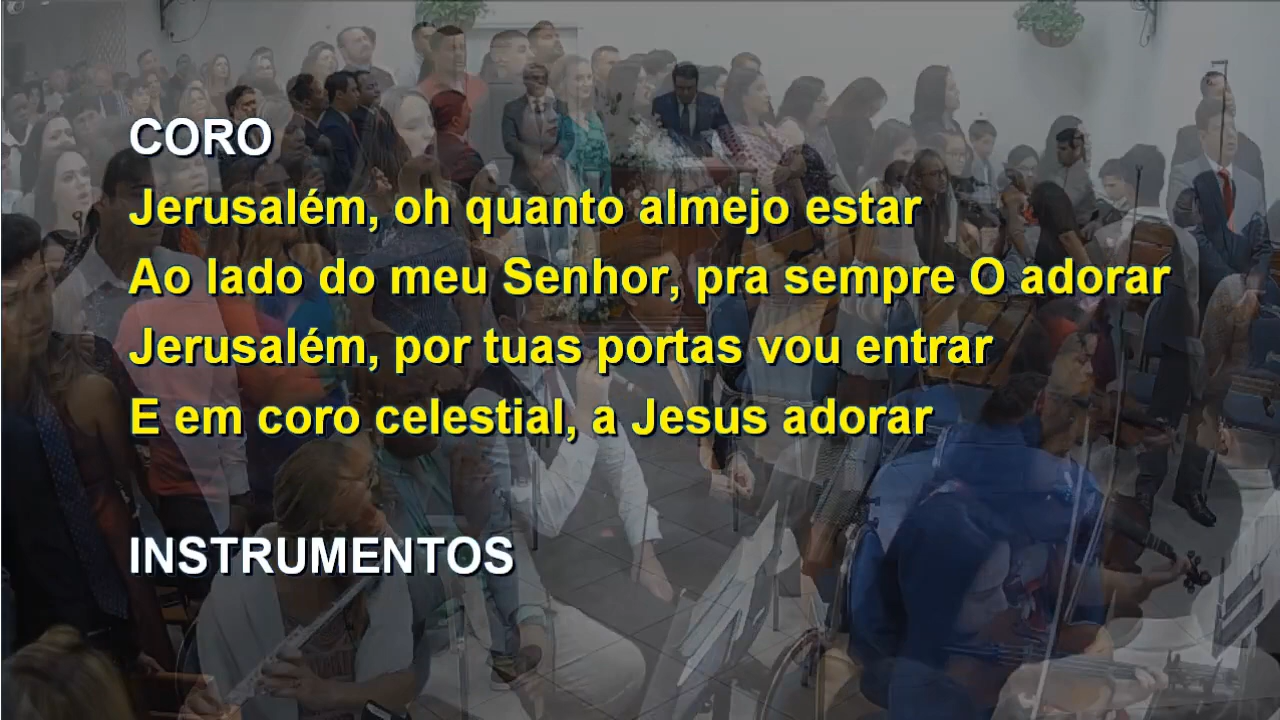 CORO
Jerusalém, oh quanto almejo estar
Ao lado do meu Senhor, pra sempre O adorar
Jerusalém, por tuas portas vou entrar
E em coro celestial, a Jesus adorar
INSTRUMENTOS